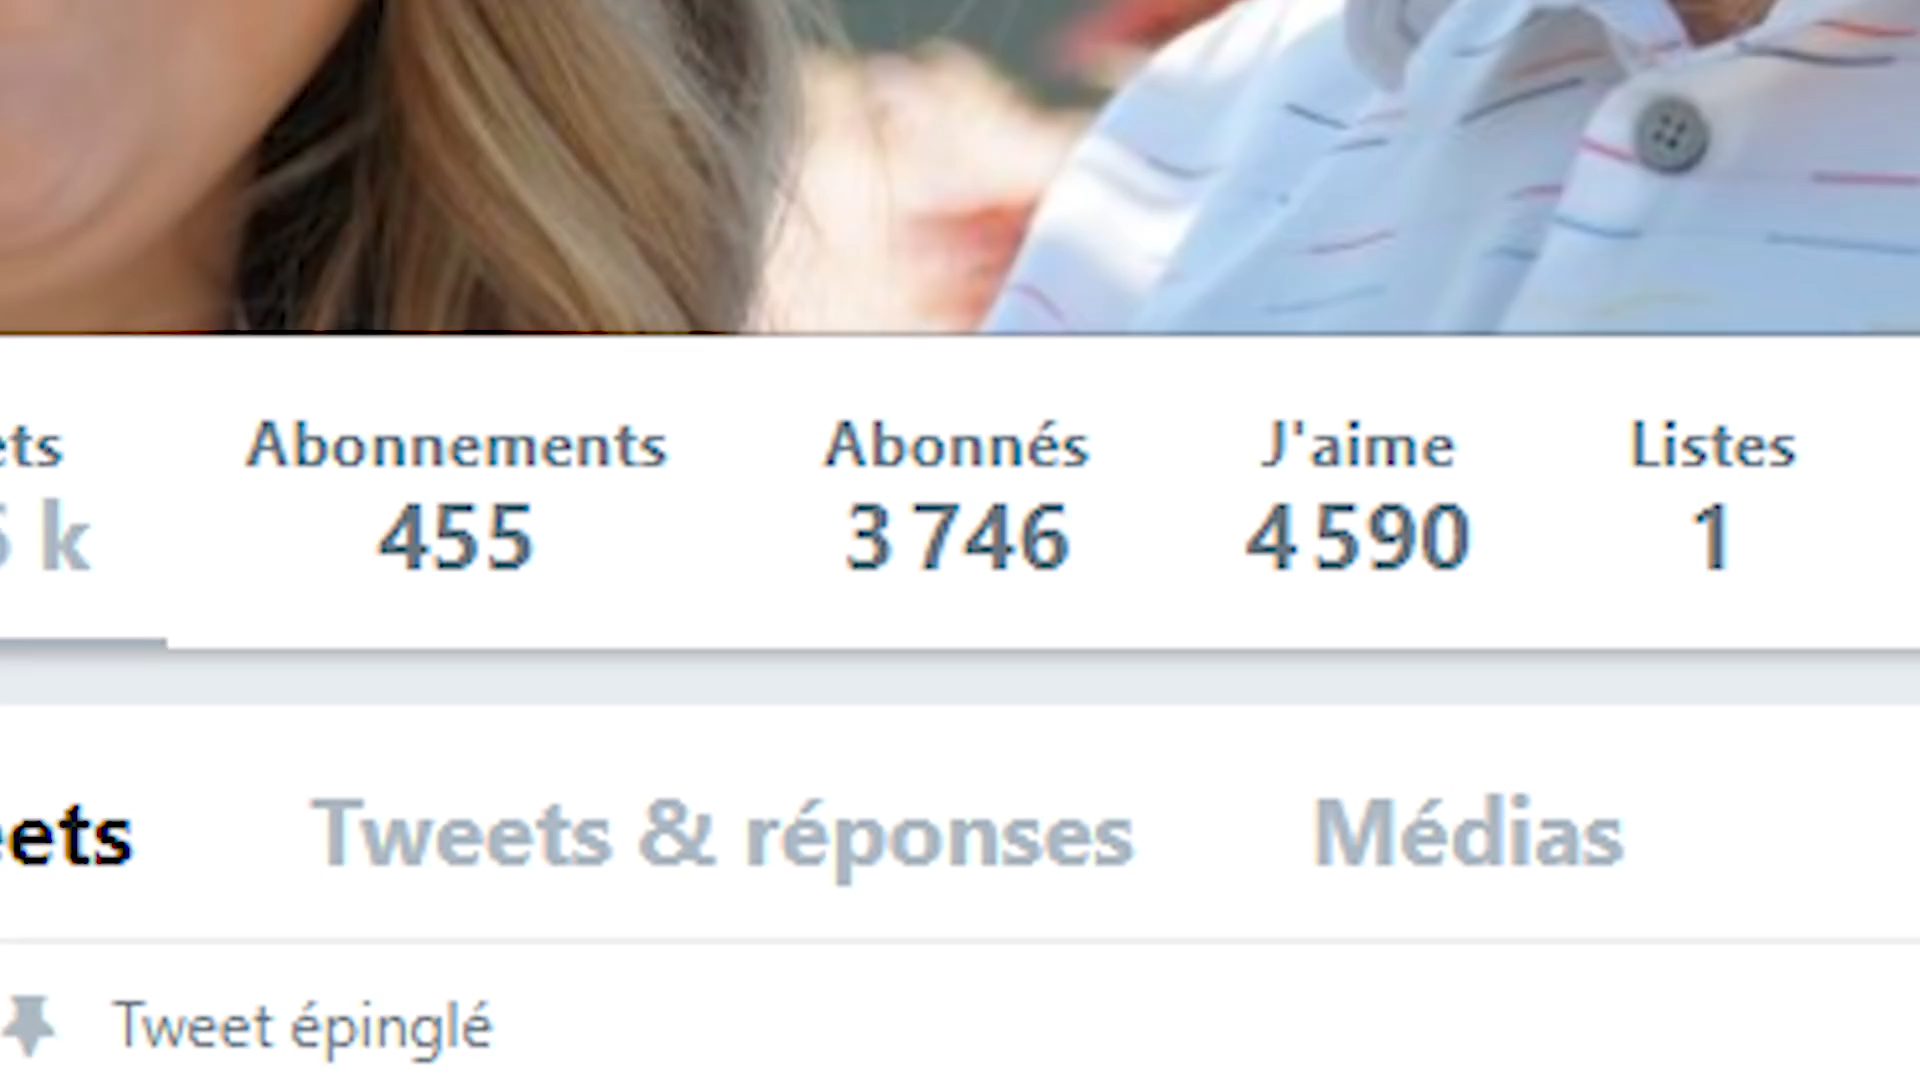 Abonnements Abonnés J'aime Listes
k 455 3 746 4 590 1
Tweets & réponses Médias
Tweet épinglé